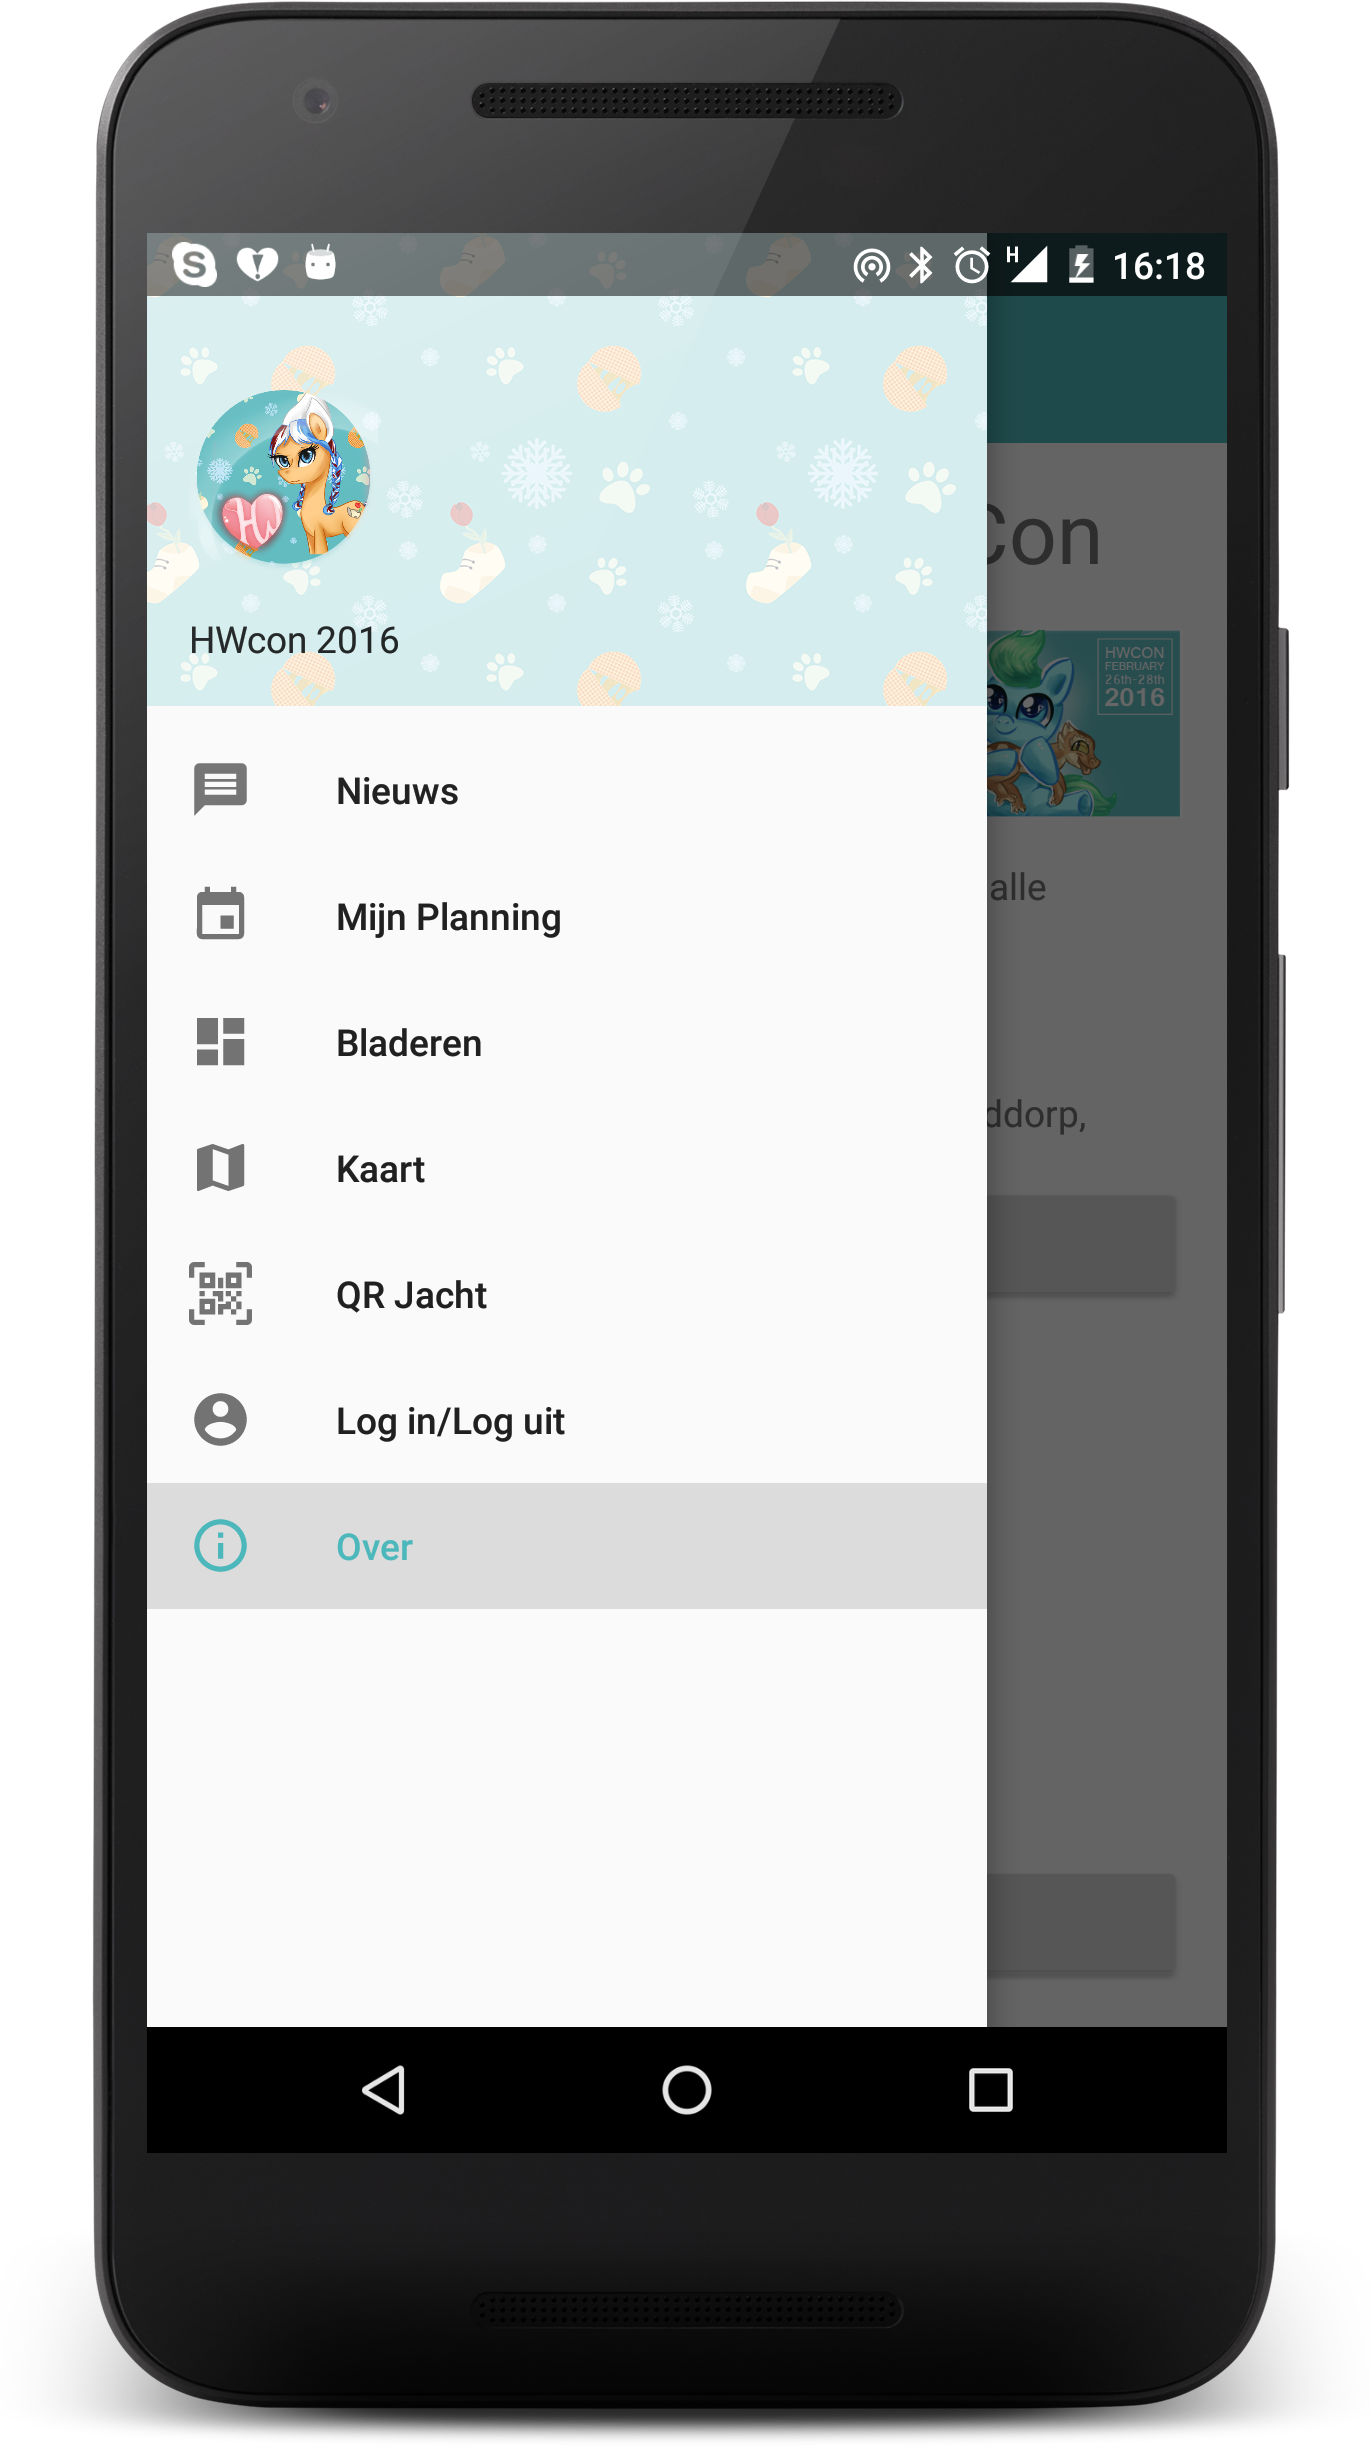 H 16:18
Con
HWcon 2016
HWCON
FEBRUARY
26th-28th
2016
Nieuws
Mijn Planning
alle
Bladeren
ddorp,
Kaart
QR Jacht
Log in/Log uit
Over